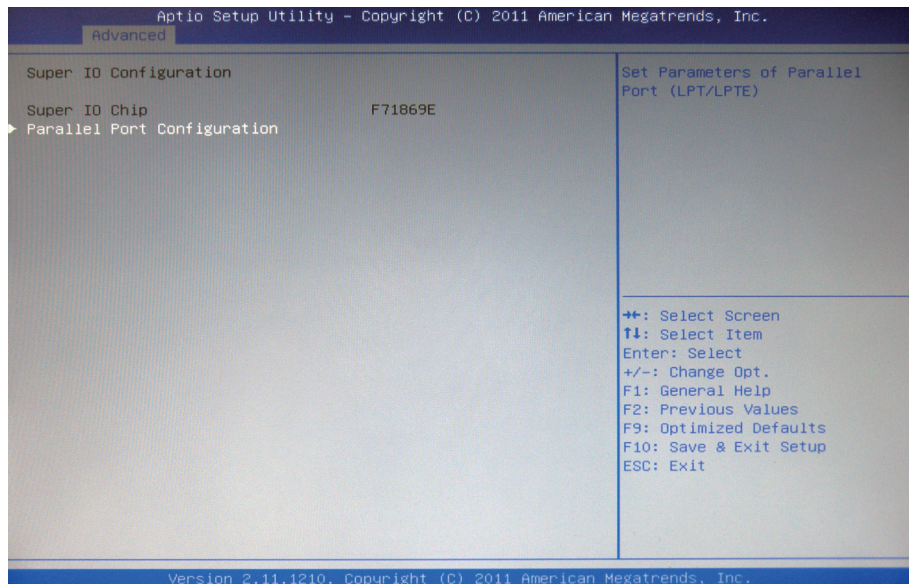 Aptio Setup Utility – Copyright (C) 2011 American Megatrends, Inc.
Advanced
Super IO Configuration
Super IO Chip F71869E
▶ Parallel Port Configuration
Set Parameters of Parallel
Port (LPT/LPTE)
→←: Select Screen
↑↓: Select Item
Enter: Select
+/-: Change Opt.
F1: General Help
F2: Previous Values
F9: Optimized Defaults
F10: Save & Exit Setup
ESC: Exit
Version 2.11.1210. Copyright (C) 2011 American Megatrends, Inc.